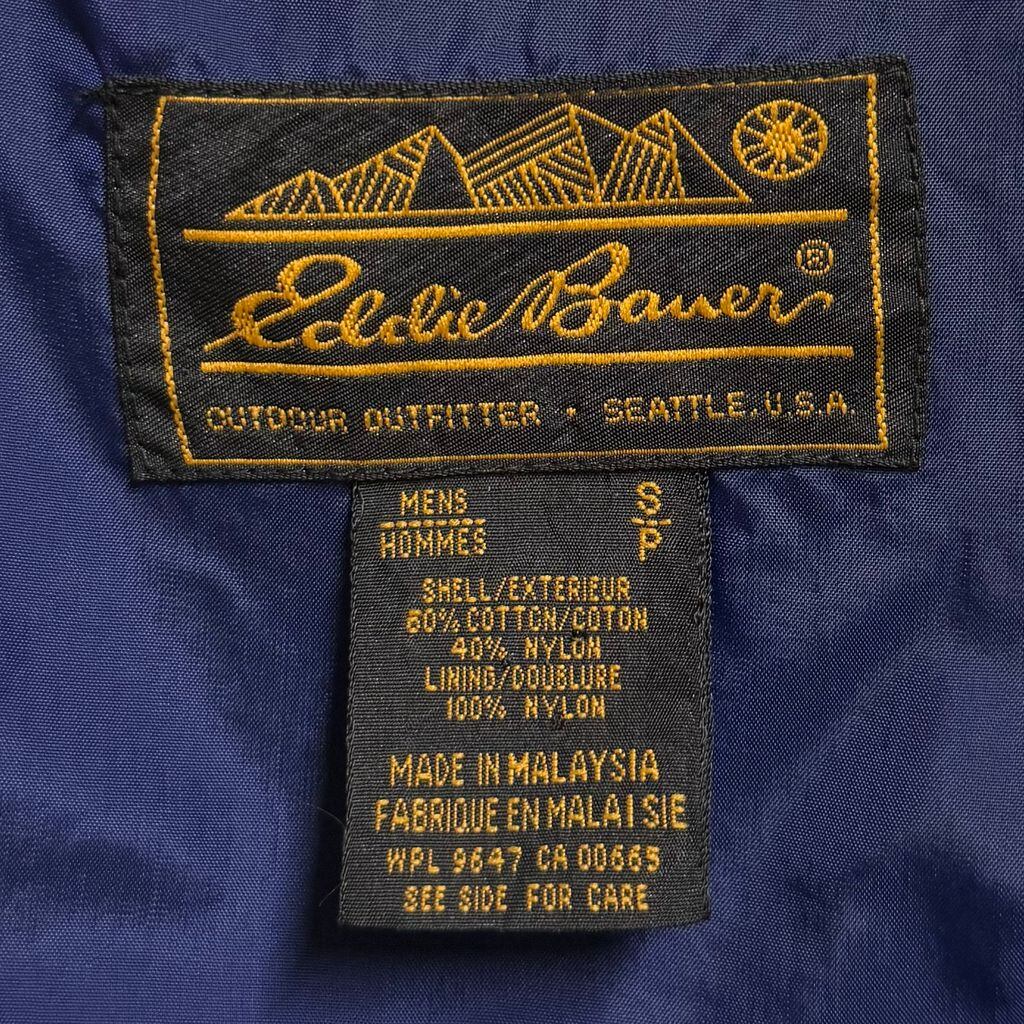 Eddie Bauer®
OUTDOOR OUTFITTER • SEATTLE, U.S.A.
MENS S
HOMMES P
SHELL/EXTERIEUR
60% COTTON/COTON
40% NYLON
LINING/DOUBLURE
100% NYLON
MADE IN MALAYSIA
FABRIQUE EN MALAISIE
WPL 9647 CA 00665
SEE SIDE FOR CARE